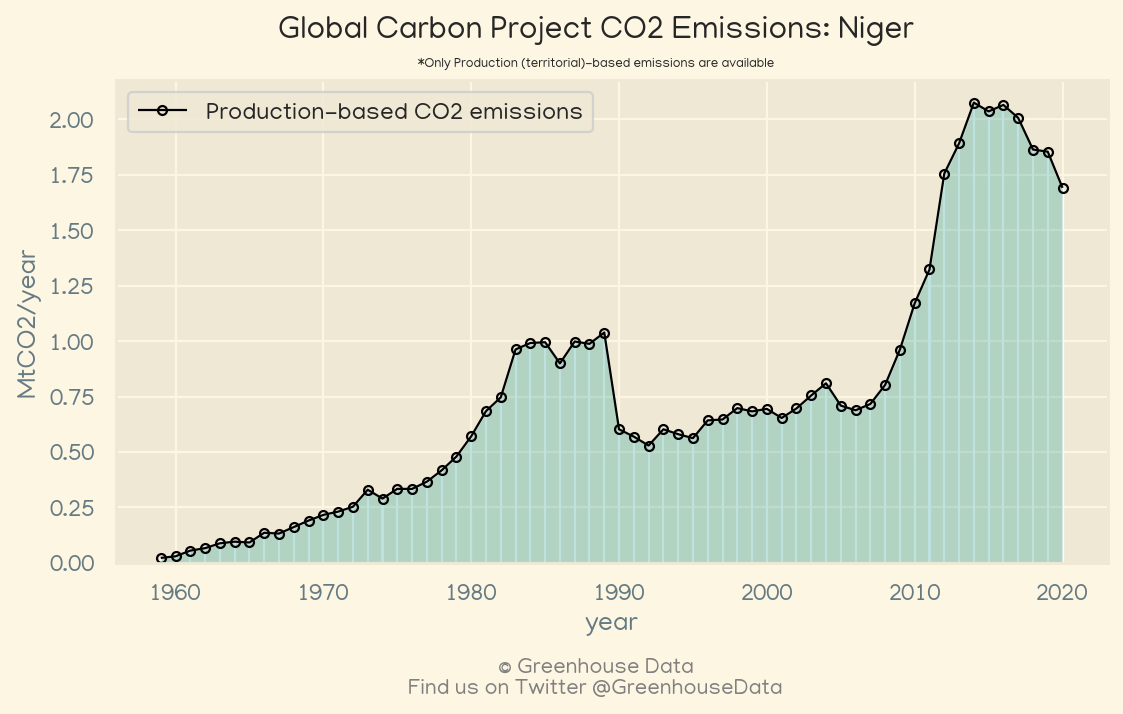 Global Carbon Project CO2 Emissions: Niger
*Only Production (territorial)-based emissions are available
Production-based CO2 emissions
2.00
1.75
1.50
1.25
1.00
0.75
0.50
0.25
0.00
MtCO2/year
1960 1970 1980 1990 2000 2010 2020
year
© Greenhouse Data
Find us on Twitter @GreenhouseData